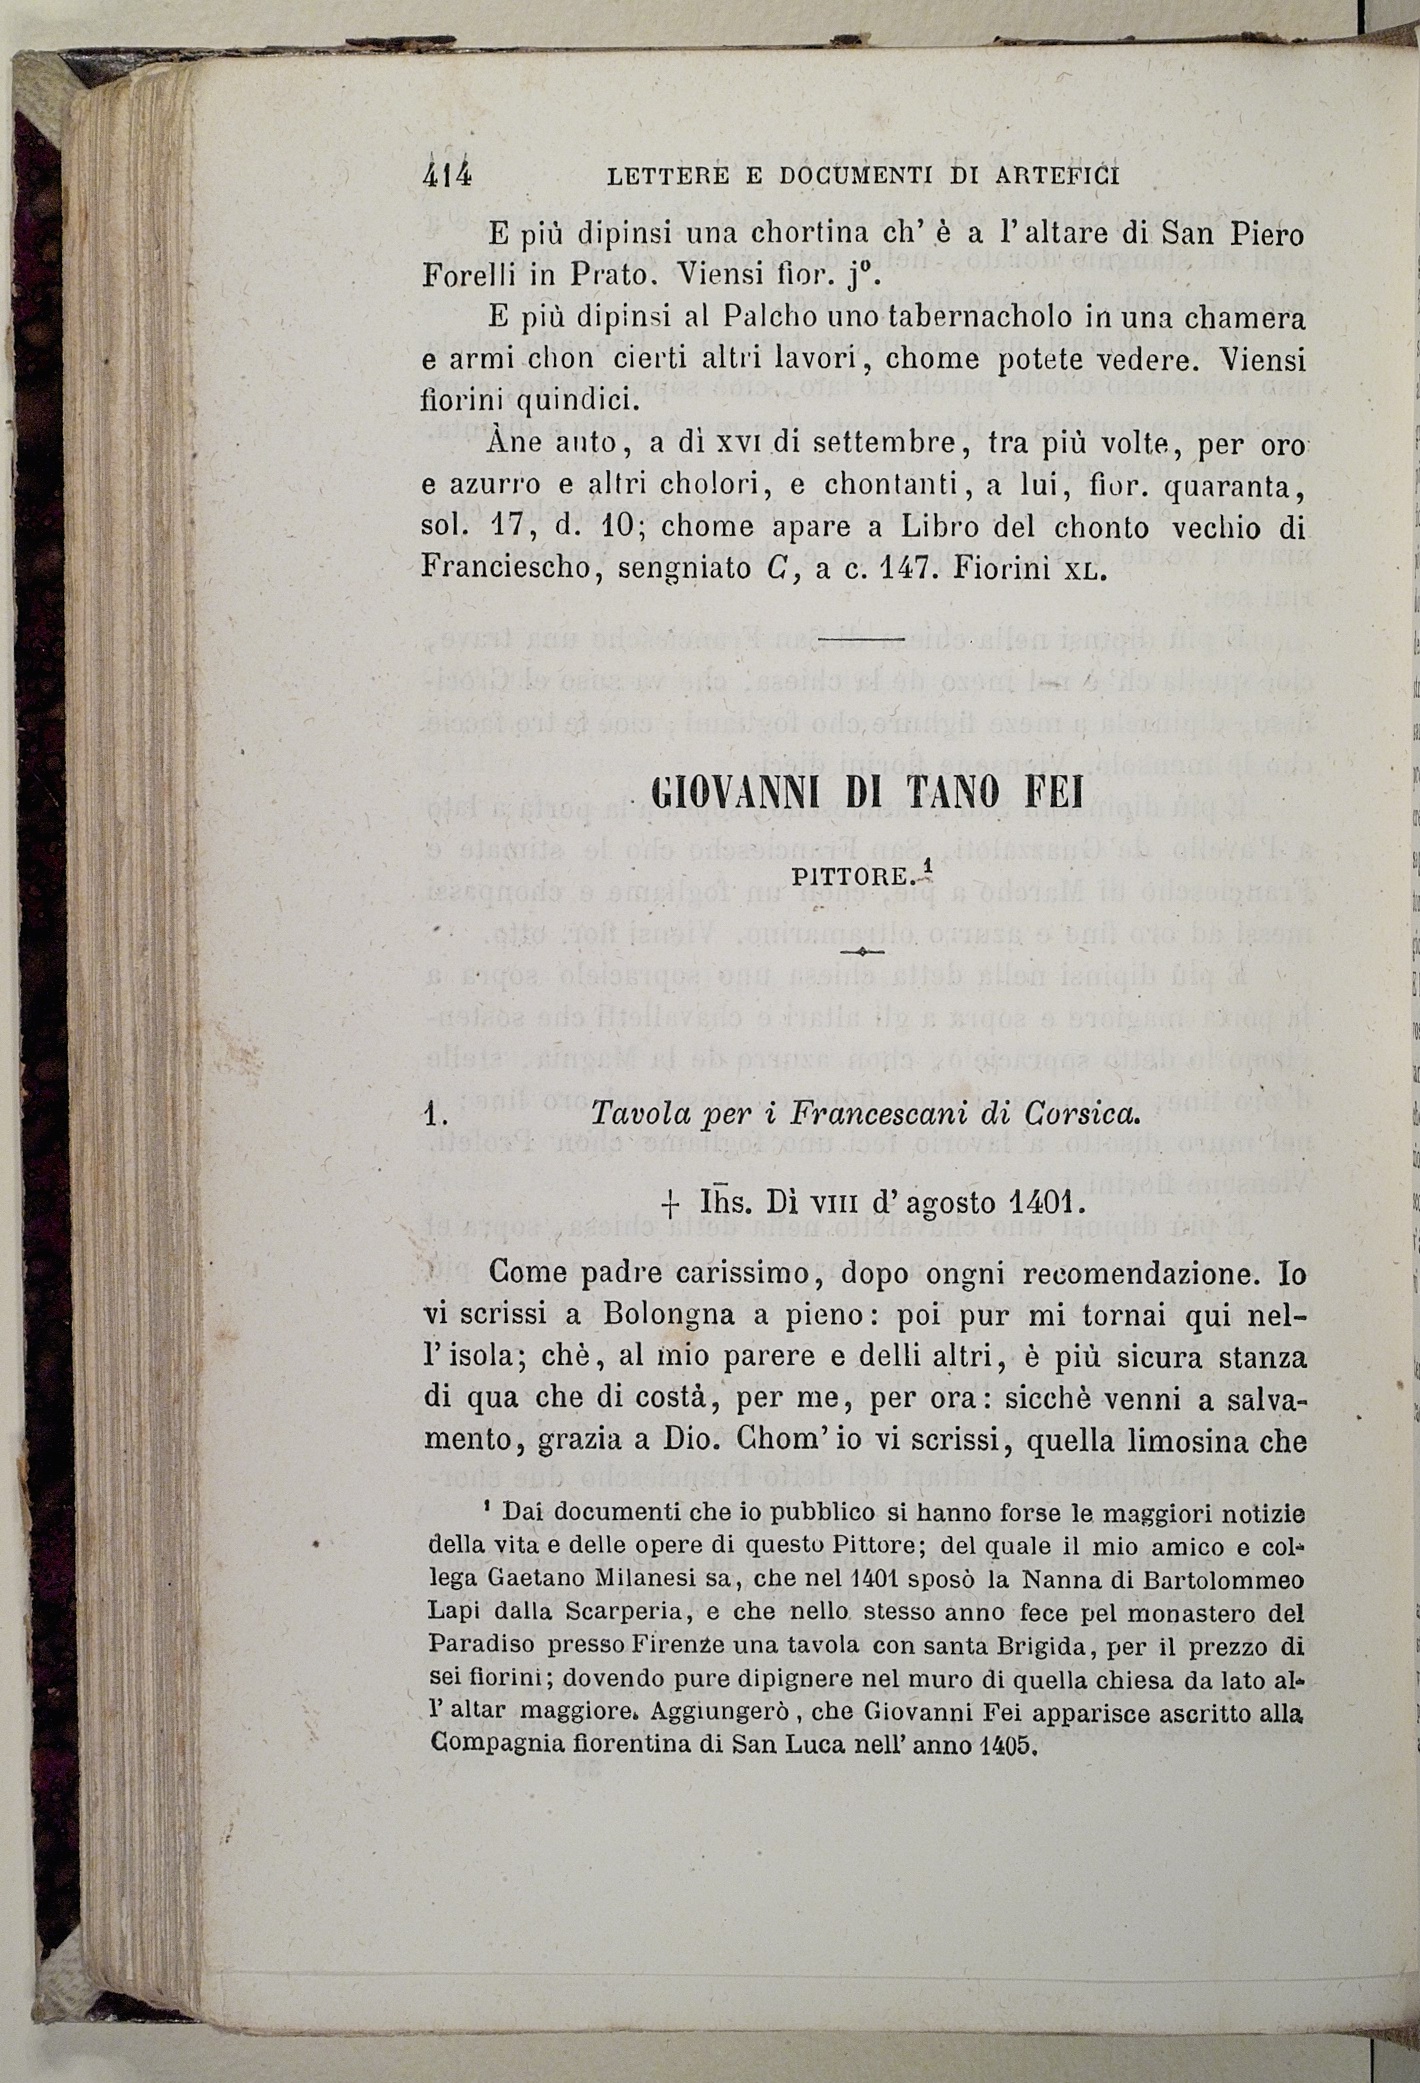 414 LETTERE E DOCUMENTI DI ARTEFICI
E più dipinsi una chortina ch' è a l' altare di San Piero
Forelli in Prato. Viensi fior. jº.
E più dipinsi al Palcho uno tabernacholo in una chamera
e armi chon cierti altri lavori, chome potete vedere. Viensi
fiorini quindici.
Àne auto, a dì XVI di settembre, tra più volte, per oro
e azurro e altri cholori, e chontanti, a lui, fior. quaranta,
sol. 17, d. 10; chome apare a Libro del chonto vechio di
Franciescho, sengniato C, a c. 147. Fiorini XL.
GIOVANNI DI TANO FEI
PITTORE.¹
1. Tavola per i Francescani di Corsica.
† Ih̄s. Dì VIII d' agosto 1401.
Come padre carissimo, dopo ongni recomendazione. Io
vi scrissi a Bolongna a pieno: poi pur mi tornai qui nel-
l' isola; chè, al mio parere e delli altri, è più sicura stanza
di qua che di costà, per me, per ora: sicchè venni a salva-
mento, grazia a Dio. Chom' io vi scrissi, quella limosina che
¹ Dai documenti che io pubblico si hanno forse le maggiori notizie
della vita e delle opere di questo Pittore; del quale il mio amico e col-
lega Gaetano Milanesi sa, che nel 1401 sposò la Nanna di Bartolommeo
Lapi dalla Scarperia, e che nello stesso anno fece pel monastero del
Paradiso presso Firenze una tavola con santa Brigida, per il prezzo di
sei fiorini; dovendo pure dipignere nel muro di quella chiesa da lato al-
l' altar maggiore. Aggiungerò, che Giovanni Fei apparisce ascritto alla
Compagnia fiorentina di San Luca nell' anno 1405.